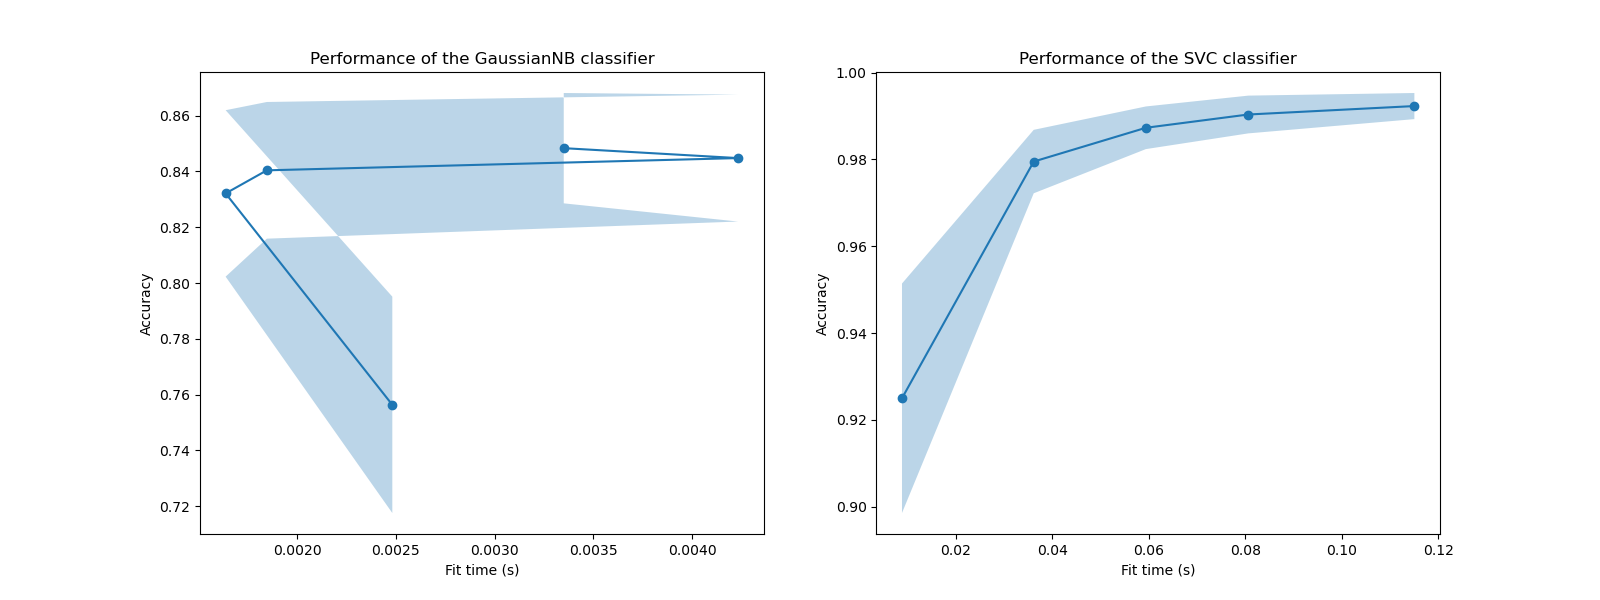 Performance of the GaussianNB classifier
Accuracy
0.86
0.84
0.82
0.80
0.78
0.76
0.74
0.72
0.0020 0.0025 0.0030 0.0035 0.0040
Fit time (s)
Performance of the SVC classifier
Accuracy
1.00
0.98
0.96
0.94
0.92
0.90
0.02 0.04 0.06 0.08 0.10 0.12
Fit time (s)